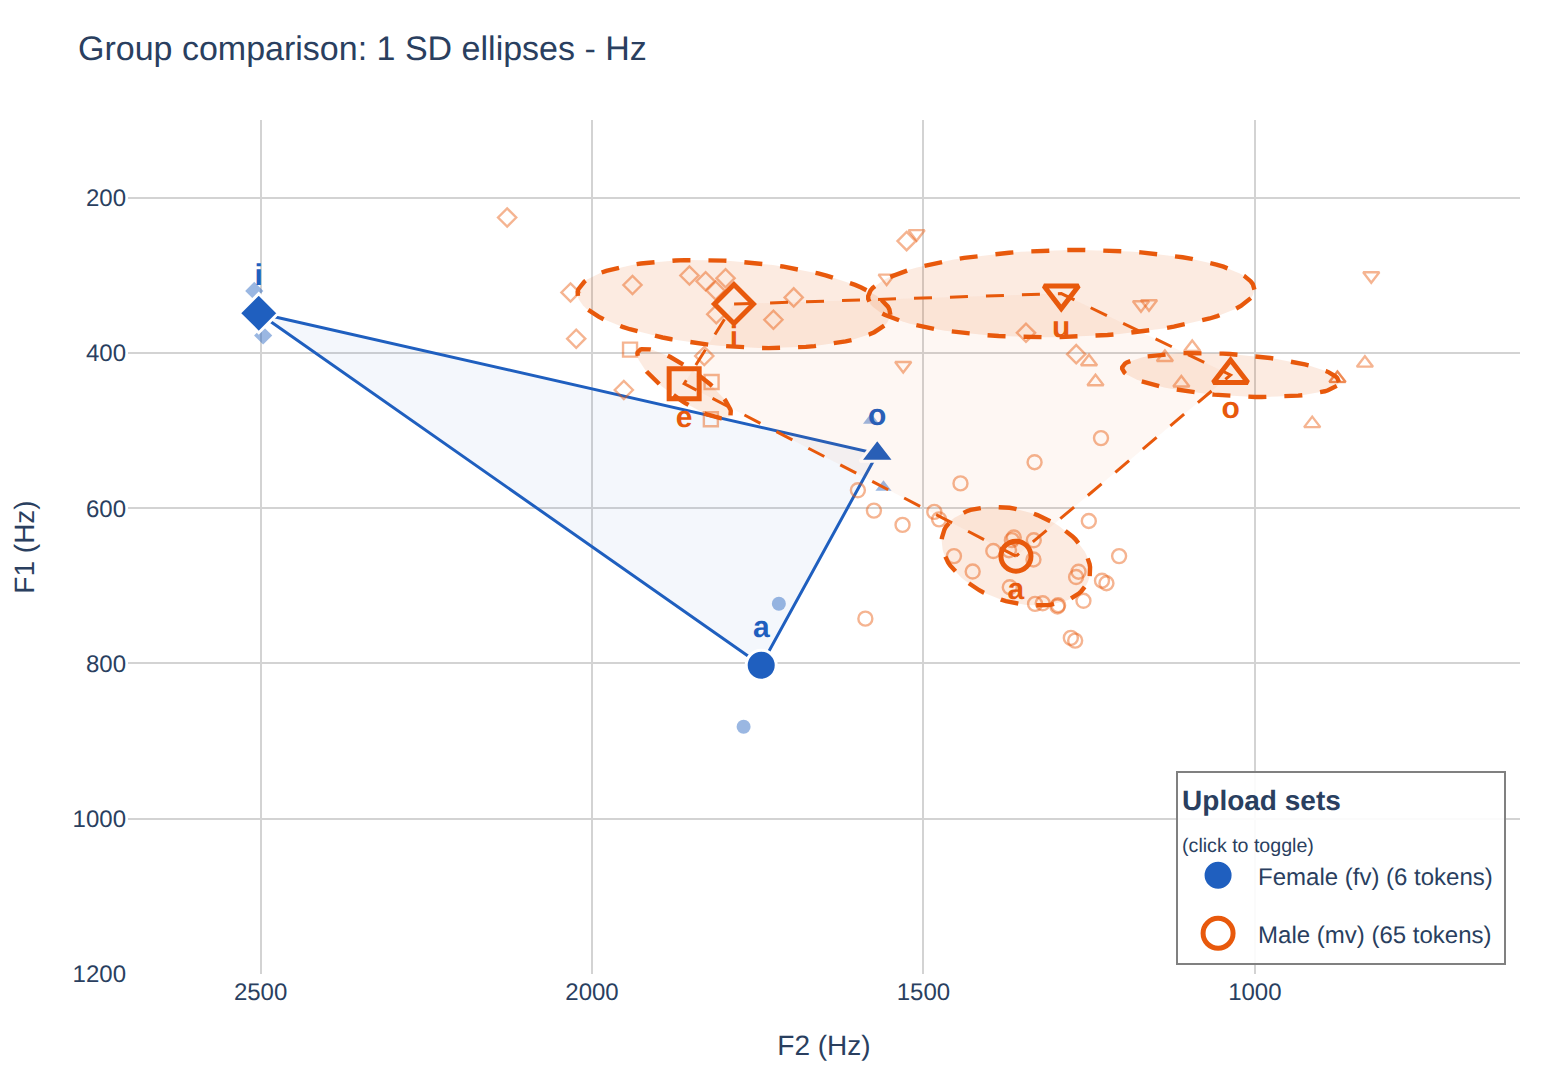 Group comparison: 1 SD ellipses - Hz
200
400
600
800
1000
1200
F1 (Hz)
i
i
u
e
o
o
a
a
Upload sets
(click to toggle)
Female (fv) (6 tokens)
Male (mv) (65 tokens)
2500
2000
1500
1000
F2 (Hz)